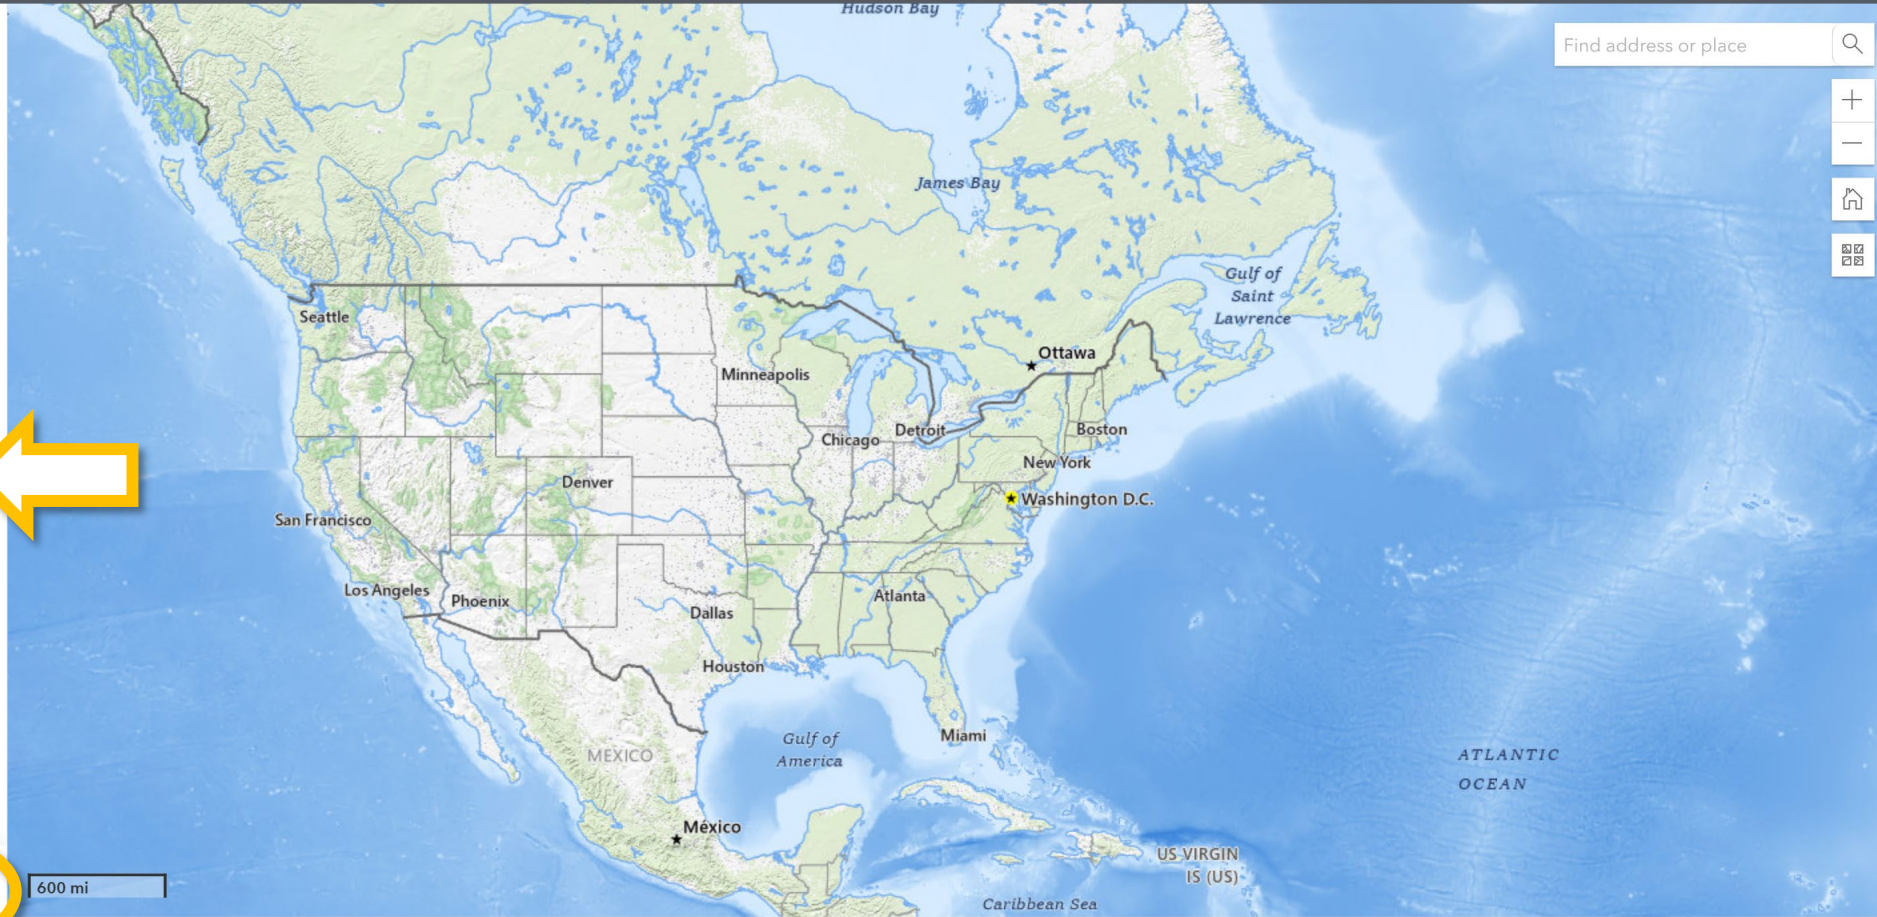 Hudson Bay
Find address or place
James Bay
Gulf of
Saint
Lawrence
Seattle
Ottawa
Minneapolis
Chicago
Detroit
Boston
New York
Denver
Washington D.C.
San Francisco
Los Angeles
Phoenix
Atlanta
Dallas
Houston
Miami
Gulf of
America
MEXICO
ATLANTIC
OCEAN
México
US VIRGIN
IS (US)
600 mi
Caribbean Sea